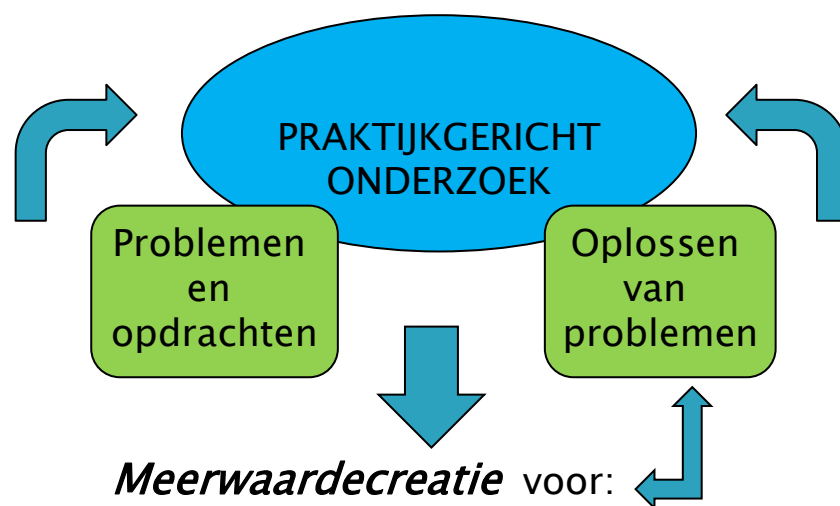 PRAKTIJKGERICHT
ONDERZOEK
Problemen
en
opdrachten
Oplossen
van
problemen
Meerwaardecreatie voor: